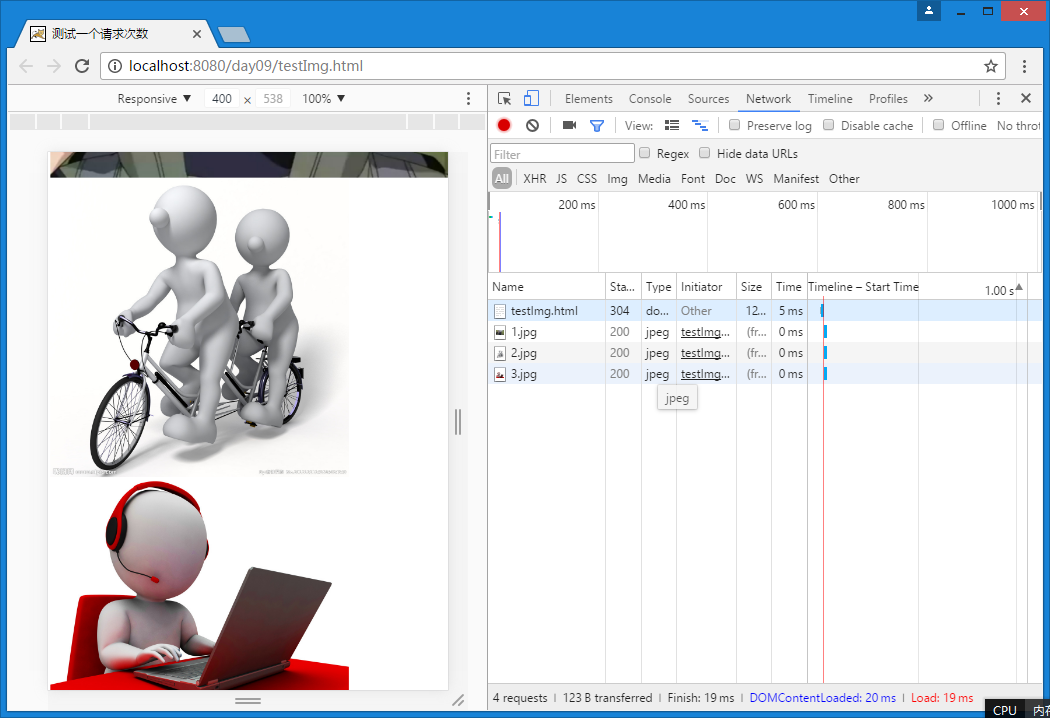 测试一个请求次数
localhost:8080/day09/testImg.html
Responsive ▼ 400 × 538 100% ▼
Elements Console Sources Network Timeline Profiles »
View: Preserve log Disable cache Offline No thro
Filter Regex Hide data URLs
All XHR JS CSS Img Media Font Doc WS Manifest Other
200 ms 400 ms 600 ms 800 ms 1000 ms
Name Sta... Type Initiator Size Time Timeline – Start Time 1.00 s
testImg.html 304 do... Other 12... 5 ms
1.jpg 200 jpeg testImg... (fr... 0 ms
2.jpg 200 jpeg testImg... (fr... 0 ms
3.jpg 200 jpeg testImg... (fr... 0 ms
jpeg
4 requests | 123 B transferred | Finish: 19 ms | DOMContentLoaded: 20 ms | Load: 19 ms
CPU 内存